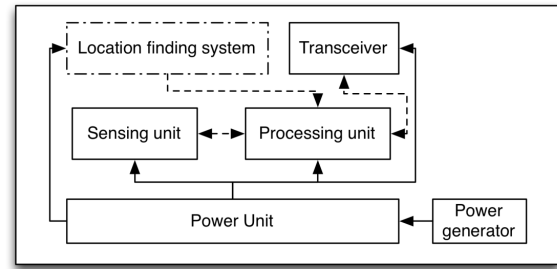 Location finding system
Transceiver
Sensing unit
Processing unit
Power Unit
Power
generator